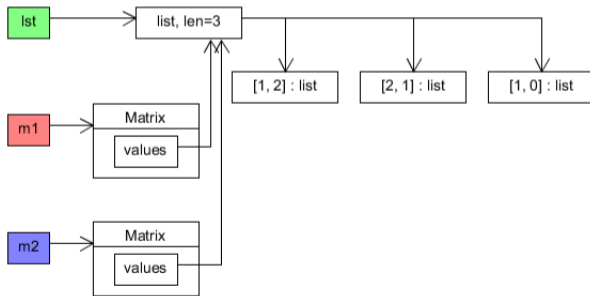 lst
list, len=3
[1, 2] : list
[2, 1] : list
[1, 0] : list
m1
Matrix
values
m2
Matrix
values